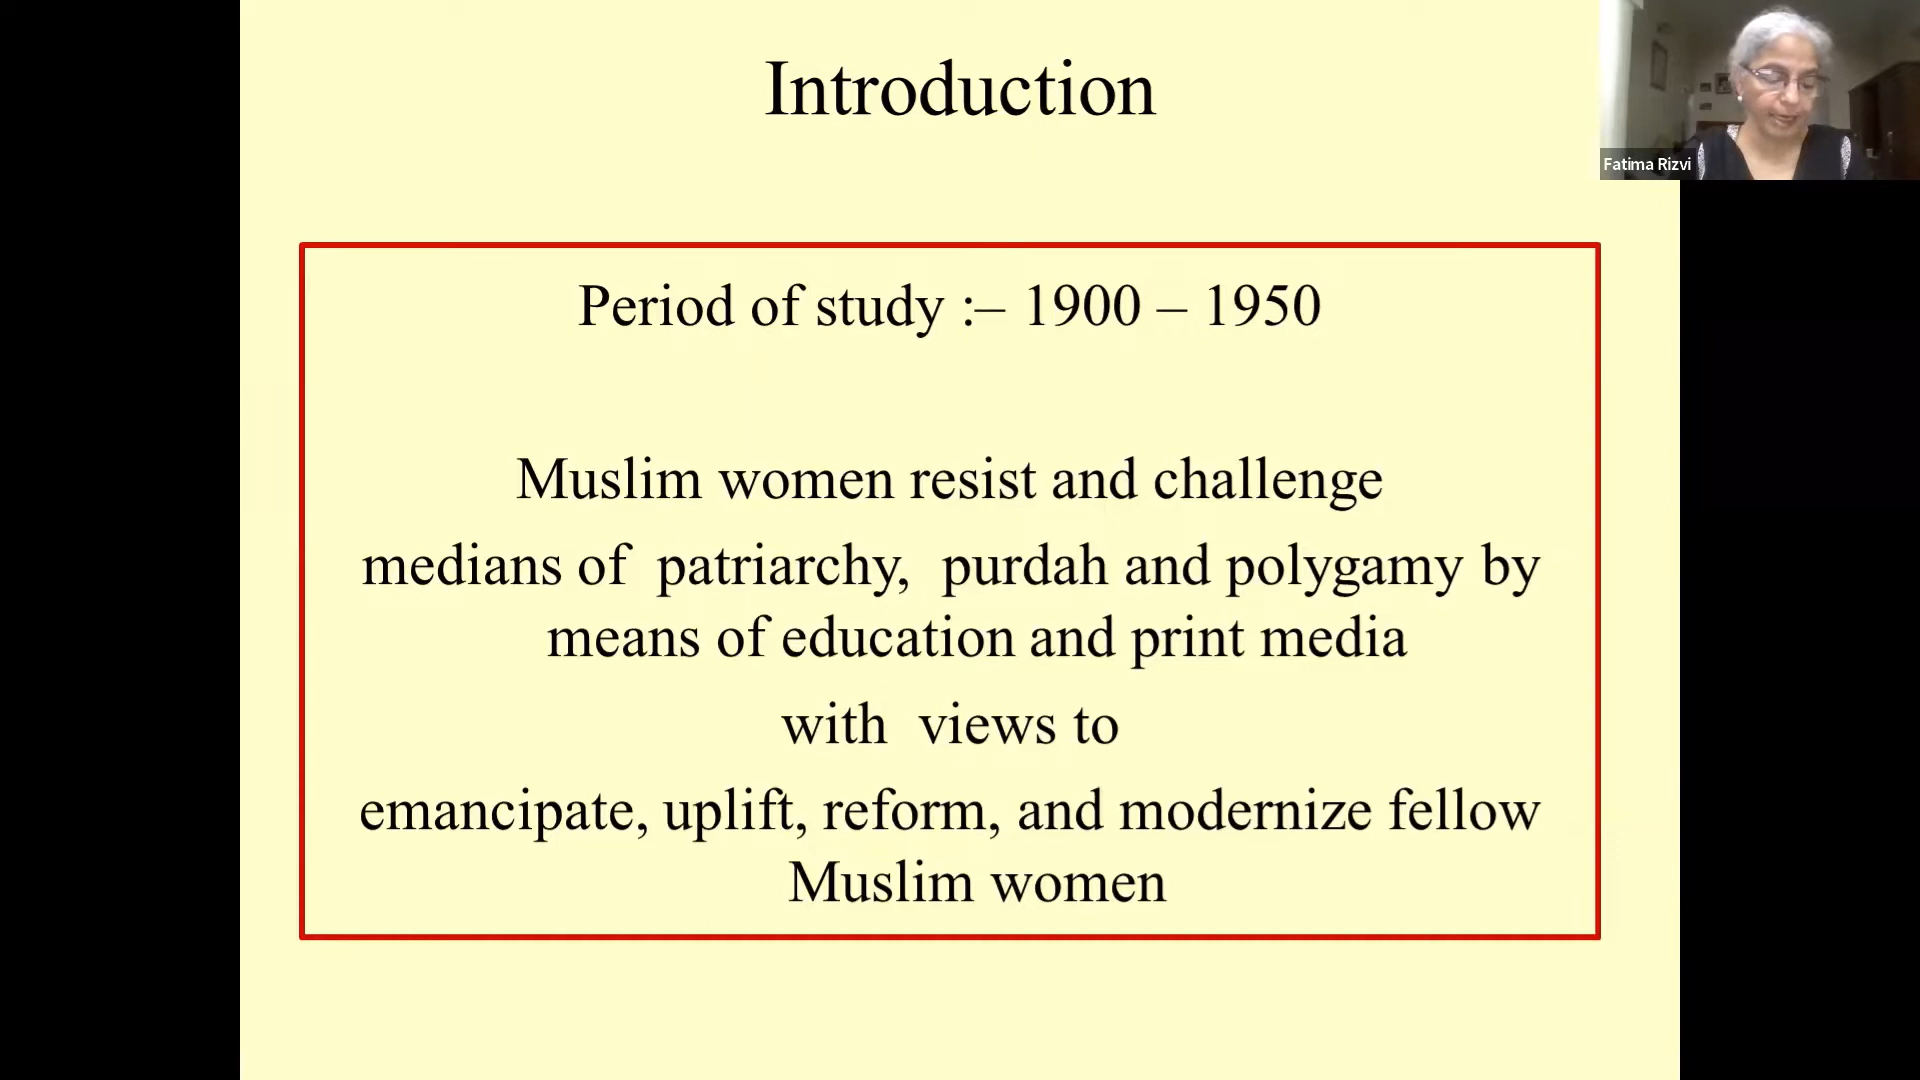 Introduction
Fatima Rizvi
Period of study :– 1900 – 1950
Muslim women resist and challenge
medians of patriarchy, purdah and polygamy by
means of education and print media
with views to
emancipate, uplift, reform, and modernize fellow
Muslim women